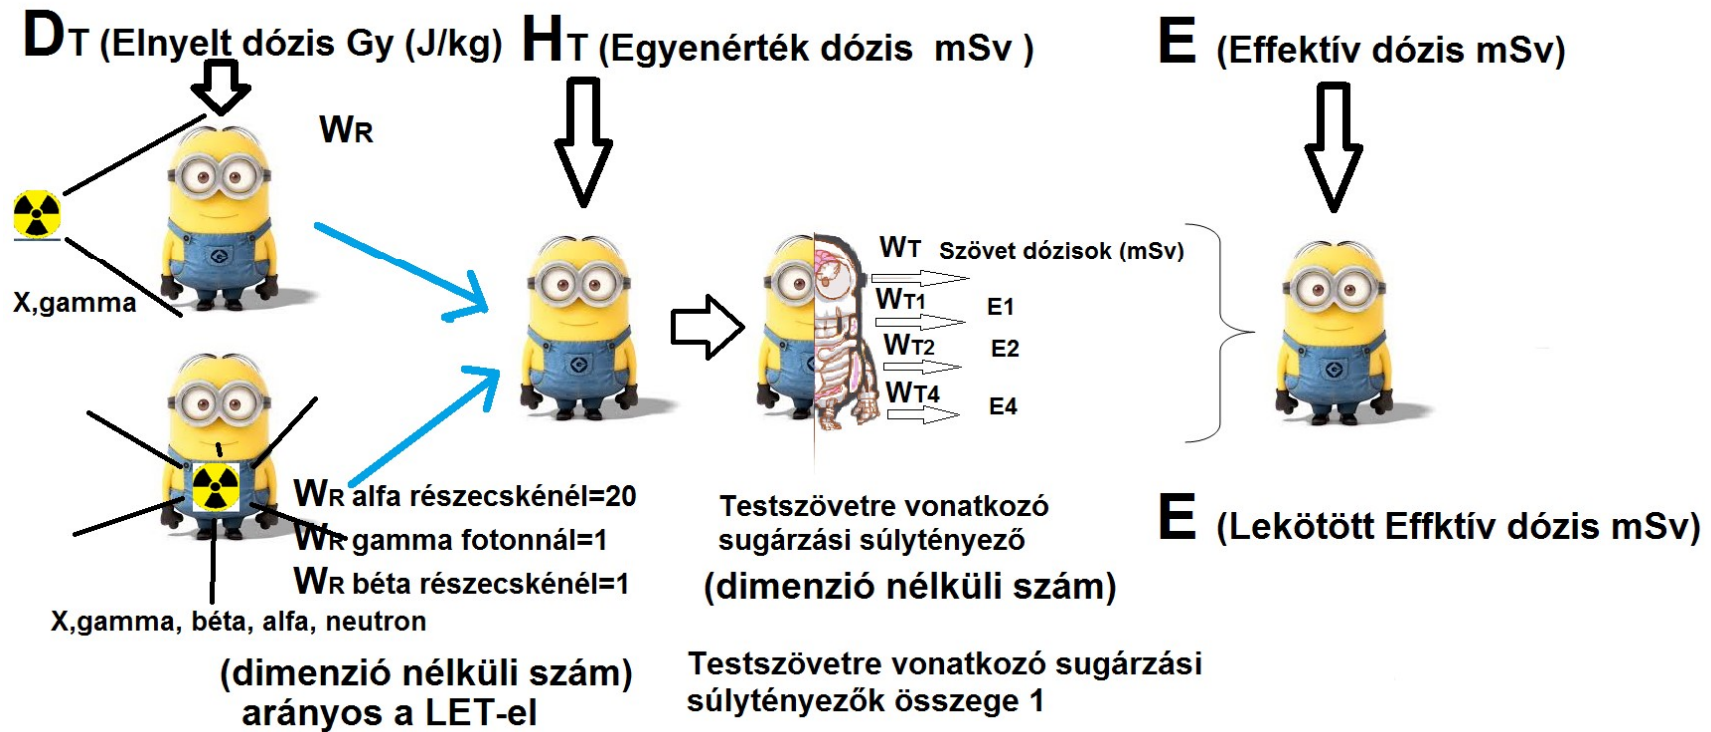 DT (Elnyelt dózis Gy (J/kg)
HT (Egyenérték dózis mSv )
E (Effektív dózis mSv)
WR
X,gamma
WT Szövet dózisok (mSv)
WT1 E1
WT2 E2
WT4 E4
WR alfa részecskénél=20
WR gamma fotonnál=1
WR béta részecskénél=1
X,gamma, béta, alfa, neutron
(dimenzió nélküli szám)
arányos a LET-el
Testszövetre vonatkozó
sugárzási súlytényező
(dimenzió nélküli szám)
Testszövetre vonatkozó sugárzási
súlytényezők összege 1
E (Lekötött Effktív dózis mSv)